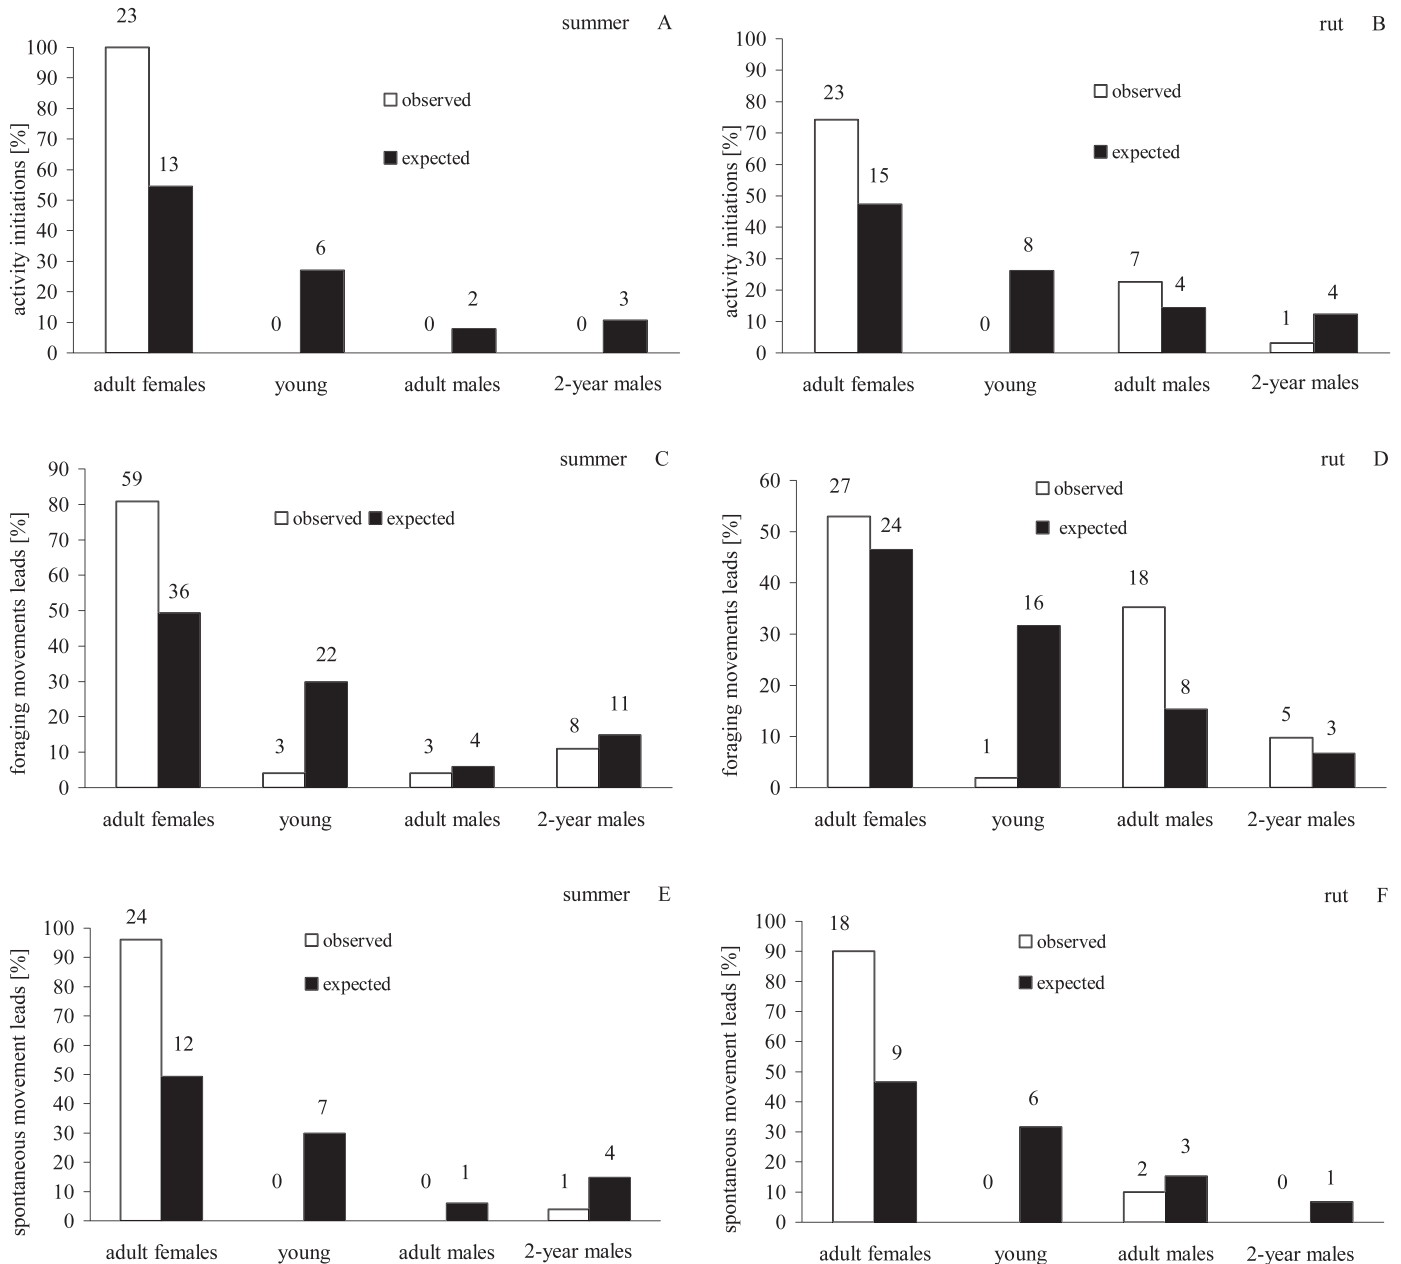 summer A
activity initiations [%]
100
90
80
70
60
50
40
30
20
10
0
observed
expected
23
13
0
6
0
2
0
3
adult females
young
adult males
2-year males
rut B
activity initiations [%]
100
90
80
70
60
50
40
30
20
10
0
observed
expected
23
15
0
8
7
4
1
4
adult females
young
adult males
2-year males
summer C
foraging movements leads [%]
90
80
70
60
50
40
30
20
10
0
observed expected
59
36
3
22
3
4
8
11
adult females
young
adult males
2-year males
rut D
foraging movements leads [%]
60
50
40
30
20
10
0
observed
expected
27
24
1
16
18
8
5
3
adult females
young
adult males
2-year males
summer E
spontaneous movement leads [%]
100
90
80
70
60
50
40
30
20
10
0
observed
expected
24
12
0
7
0
1
1
4
adult females
young
adult males
2-year males
rut F
spontaneous movement leads [%]
100
90
80
70
60
50
40
30
20
10
0
observed
expected
18
9
0
6
2
3
0
1
adult females
young
adult males
2-year males